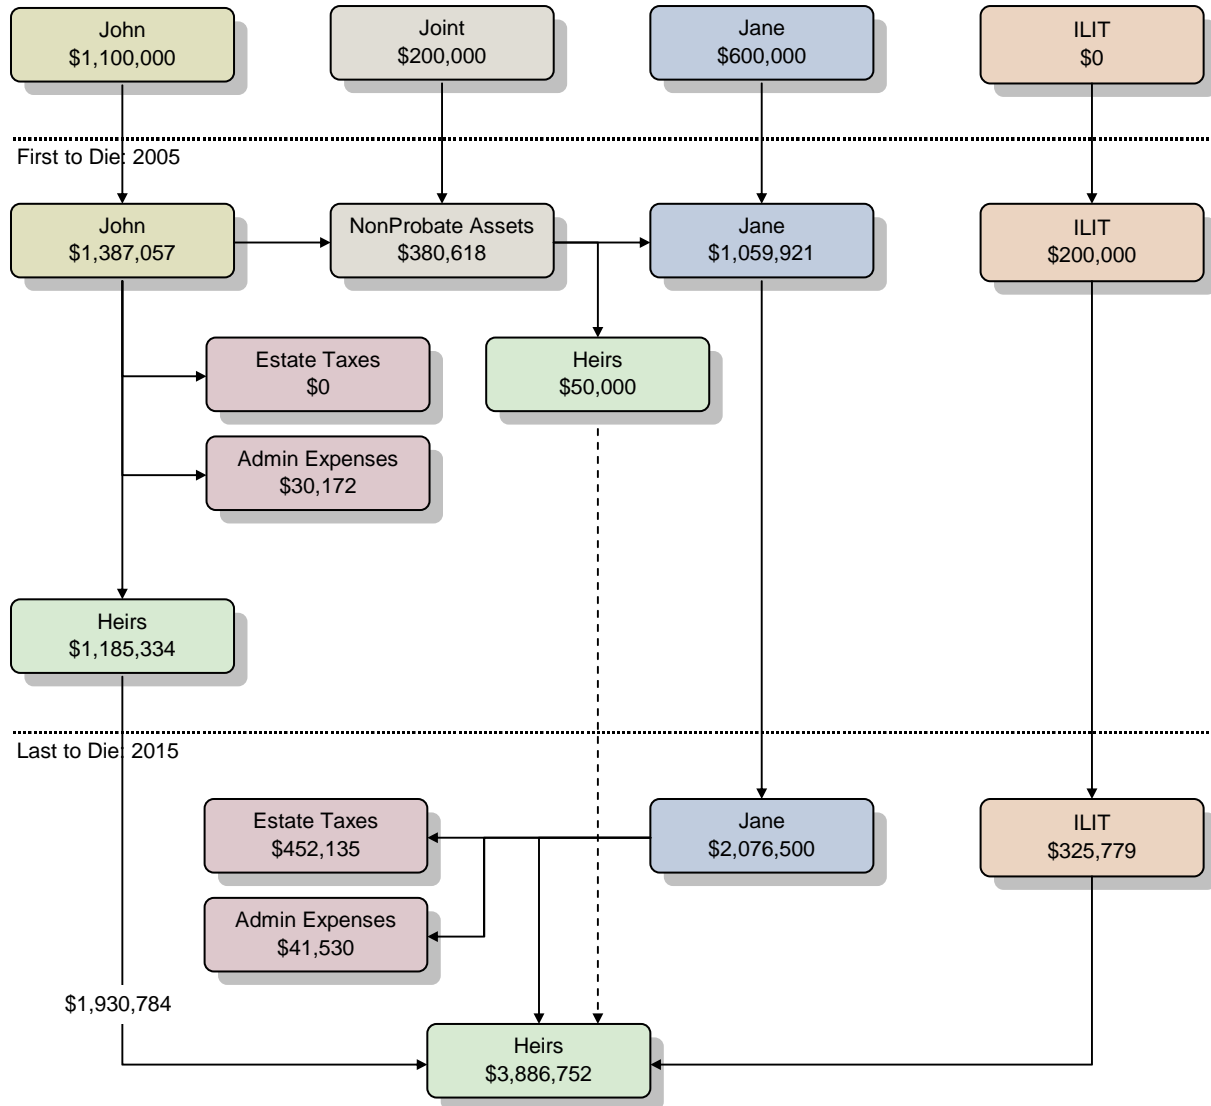 John
$1,100,000
Joint
$200,000
Jane
$600,000
ILIT
$0
First to Die: 2005
John
$1,387,057
NonProbate Assets
$380,618
Jane
$1,059,921
ILIT
$200,000
Estate Taxes
$0
Heirs
$50,000
Admin Expenses
$30,172
Heirs
$1,185,334
Last to Die: 2015
Estate Taxes
$452,135
Jane
$2,076,500
ILIT
$325,779
Admin Expenses
$41,530
$1,930,784
Heirs
$3,886,752